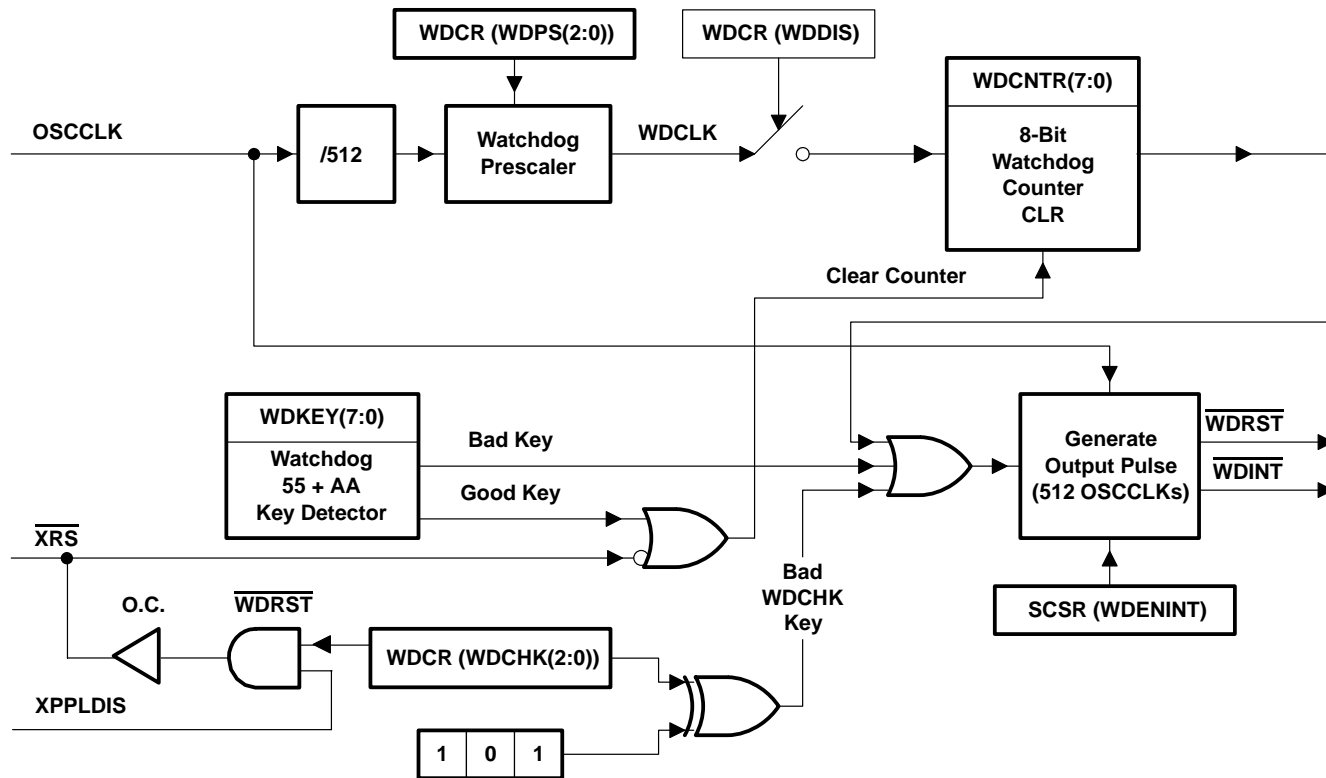 WDCR (WDPS(2:0))
WDCR (WDDIS)
WDCNTR(7:0)
OSCCLK
/512
Watchdog
Prescaler
WDCLK
8-Bit
Watchdog
Counter
CLR
Clear Counter
WDKEY(7:0)
Watchdog
55 + AA
Key Detector
Bad Key
Good Key
Generate
Output Pulse
(512 OSCCLKs)
WDRST
WDINT
XRS
O.C.
WDRST
Bad
WDCHK
Key
SCSR (WDENINT)
WDCR (WDCHK(2:0))
XPPLDIS
1 0 1